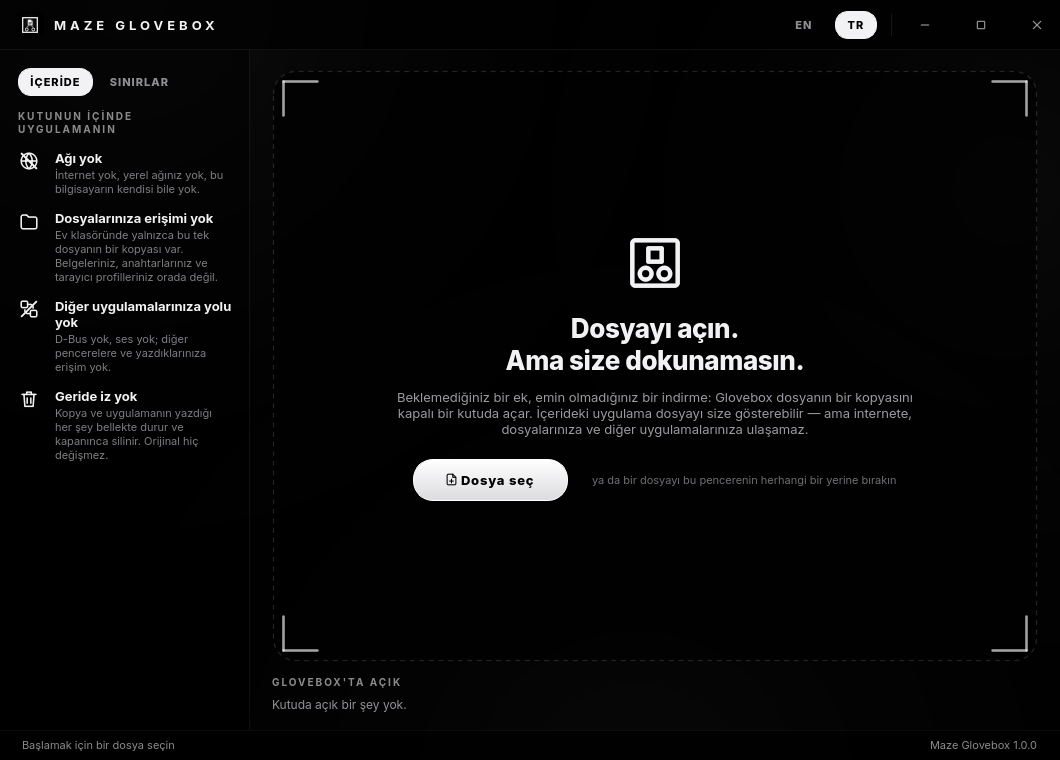 MAZE GLOVEBOX
EN
TR
İÇERİDE
SINIRLAR
KUTUNUN İÇİNDE
UYGULAMANIN
Ağı yok
İnternet yok, yerel ağınız yok, bu
bilgisayarın kendisi bile yok.
Dosyalarınıza erişimi yok
Ev klasöründe yalnızca bu tek
dosyanın bir kopyası var.
Belgeleriniz, anahtarlarınız ve
tarayıcı profilleriniz orada değil.
Diğer uygulamalarınıza yolu
yok
D-Bus yok, ses yok; diğer
pencerelere ve yazdıklarınıza
erişim yok.
Geride iz yok
Kopya ve uygulamanın yazdığı
her şey bellekte durur ve
kapanınca silinir. Orijinal hiç
değişmez.
Dosyayı açın.
Ama size dokunamasın.
Beklemediğiniz bir ek, emin olmadığınız bir indirme: Glovebox dosyanın bir kopyasını
kapalı bir kutuda açar. İçerideki uygulama dosyayı size gösterebilir — ama internete,
dosyalarınıza ve diğer uygulamalarınıza ulaşamaz.
Dosya seç
ya da bir dosyayı bu pencerenin herhangi bir yerine bırakın
GLOVEBOX'TA AÇIK
Kutuda açık bir şey yok.
Başlamak için bir dosya seçin
Maze Glovebox 1.0.0